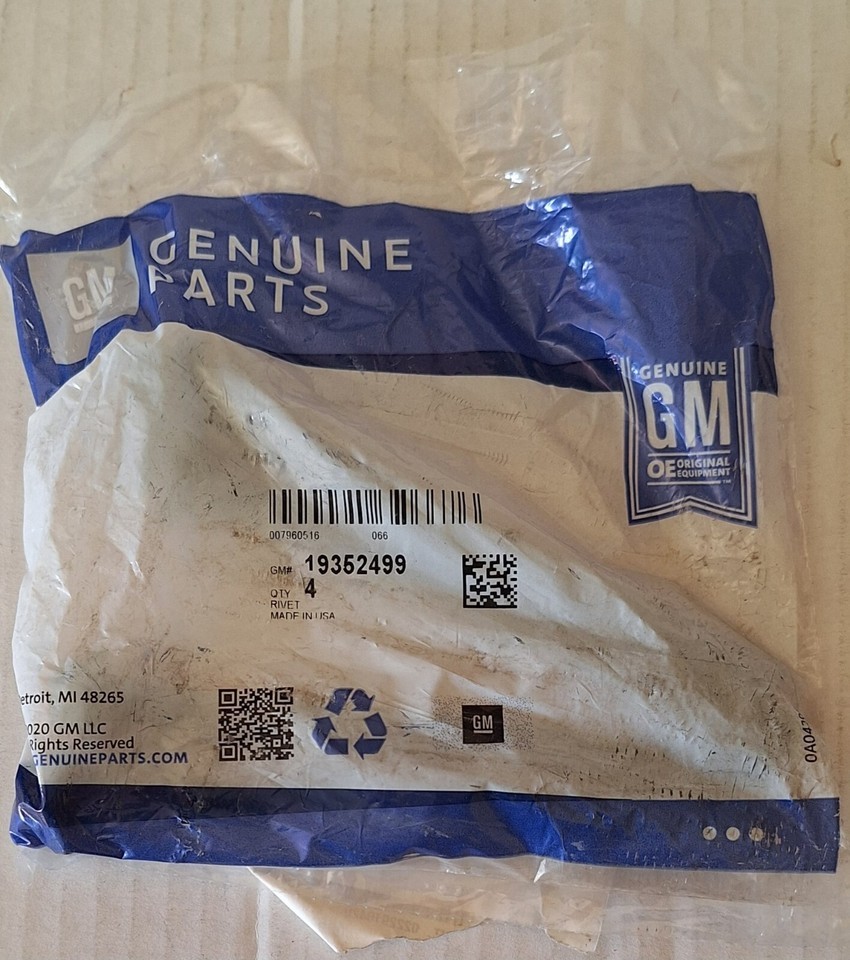 GM
GENUINE
PARTS
GENUINE
GM
OE ORIGINAL
EQUIPMENT ™
007960516 066
GM# 19352499
QTY 4
RIVET
MADE IN USA
etroit, MI 48265
020 GM LLC
Rights Reserved
GENUINEPARTS.COM
GM